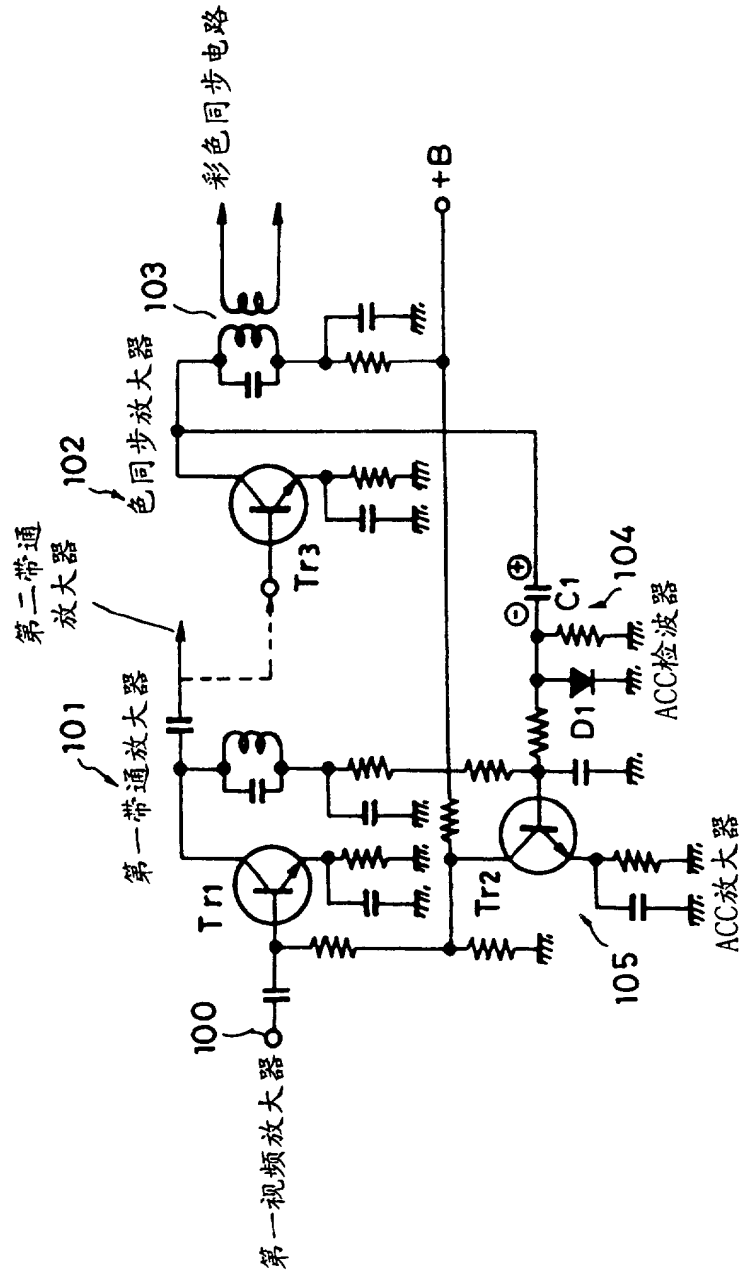 第一视频放大器
100
Tr1
第一带通放大器
101
第二带通
放大器
Tr3
色同步放大器
102
103
彩色同步电路
+B
Tr2
105
ACC放大器
D1
C1
⊖
⊕
104
ACC检波器